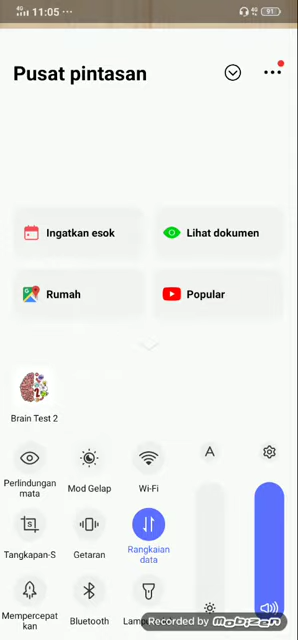 4G 11:05 ...
4G 91
Pusat pintasan
Ingatkan esok
Lihat dokumen
Rumah
Popular
Brain Test 2
A
Perlindungan
mata
Mod Gelap
Wi-Fi
Tangkapan-S
Getaran
Rangkaian
data
Mempercepat
kan
Bluetooth
Recorded by Mobizen